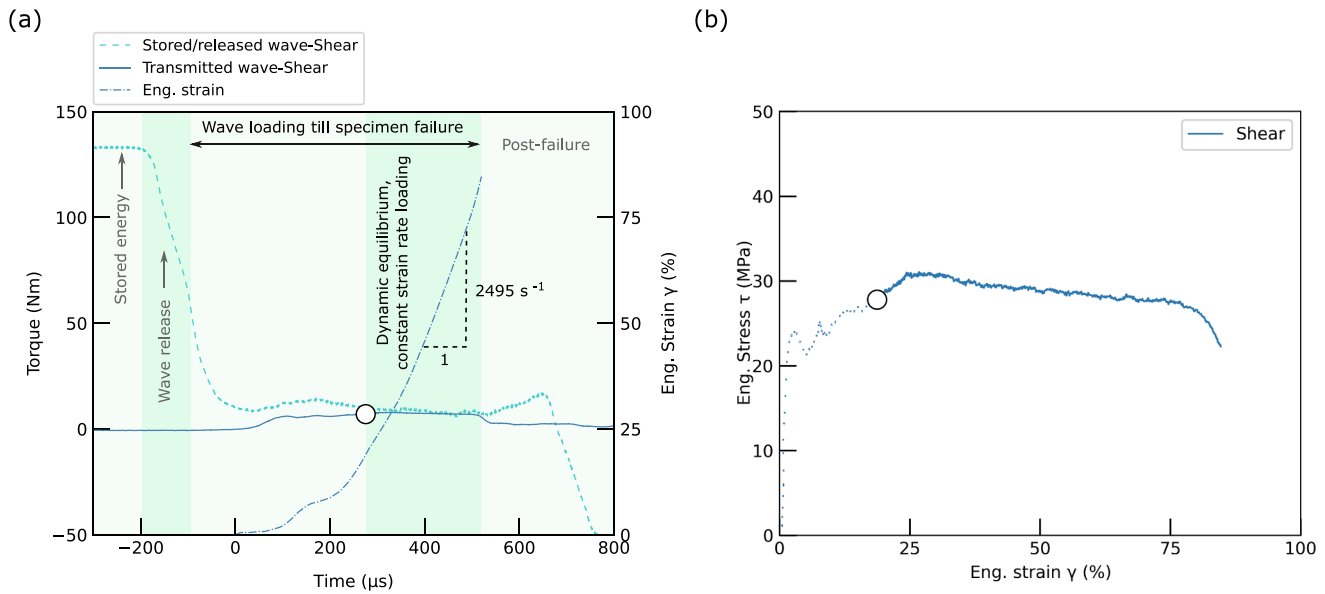 (a)
(b)
Stored/released wave-Shear
Transmitted wave-Shear
Eng. strain
150
100
50
0
−50
Torque (Nm)
100
75
50
25
0
Eng. Strain γ (%)
−200
0
200
400
600
800
Time (μs)
Wave loading till specimen failure
Post-failure
Stored energy
Wave release
Dynamic equilibrium,
constant strain rate loading
2495 s⁻¹
1
50
40
30
20
10
0
Eng. Stress τ (MPa)
Shear
0
25
50
75
100
Eng. strain γ (%)